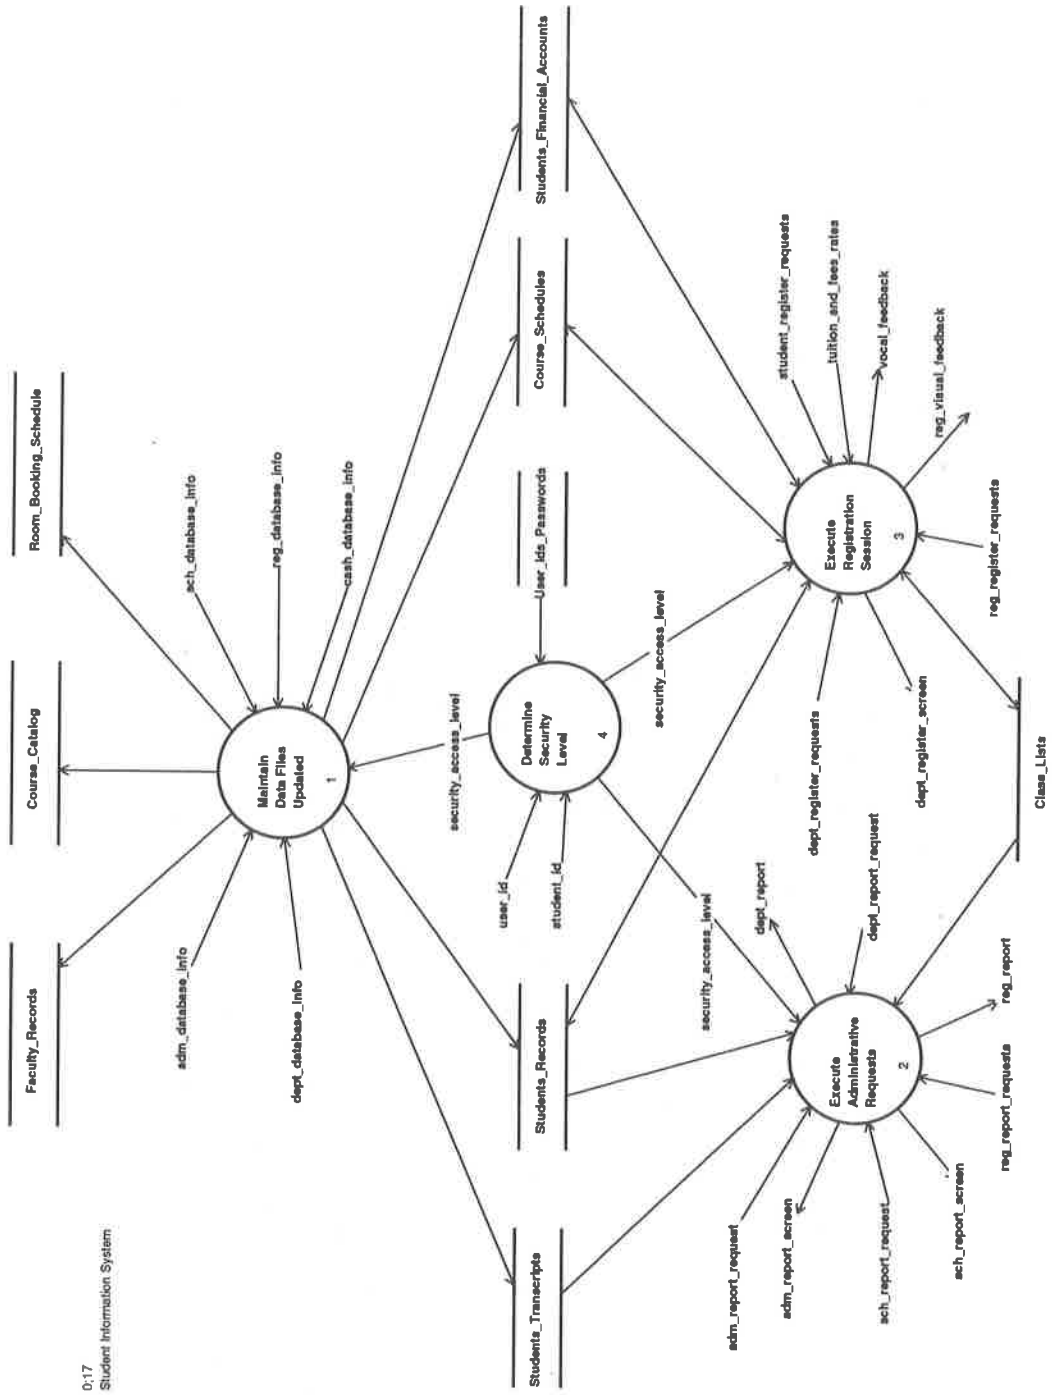 0;17
Student Information System
Faculty_Records
Course_Catalog
Room_Booking_Schedule
adm_database_info
dept_database_info
Maintain
Data Files
Updated
1
sch_database_info
reg_database_info
cash_database_info
security_access_level
user_id
student_id
Determine
Security
Level
4
User_ids_Passwords
Students_Transcripts
Students_Records
Course_Schedules
Students_Financial_Accounts
security_access_level
security_access_level
adm_report_request
adm_report_screen
sch_report_request
sch_report_screen
Execute
Administrative
Requests
2
dept_report
dept_report_request
reg_report_requests
reg_report
dept_register_requests
dept_register_screen
Execute
Registration
Session
3
student_register_requests
tuition_and_fees_rates
vocal_feedback
reg_visual_feedback
reg_register_requests
Class_Lists